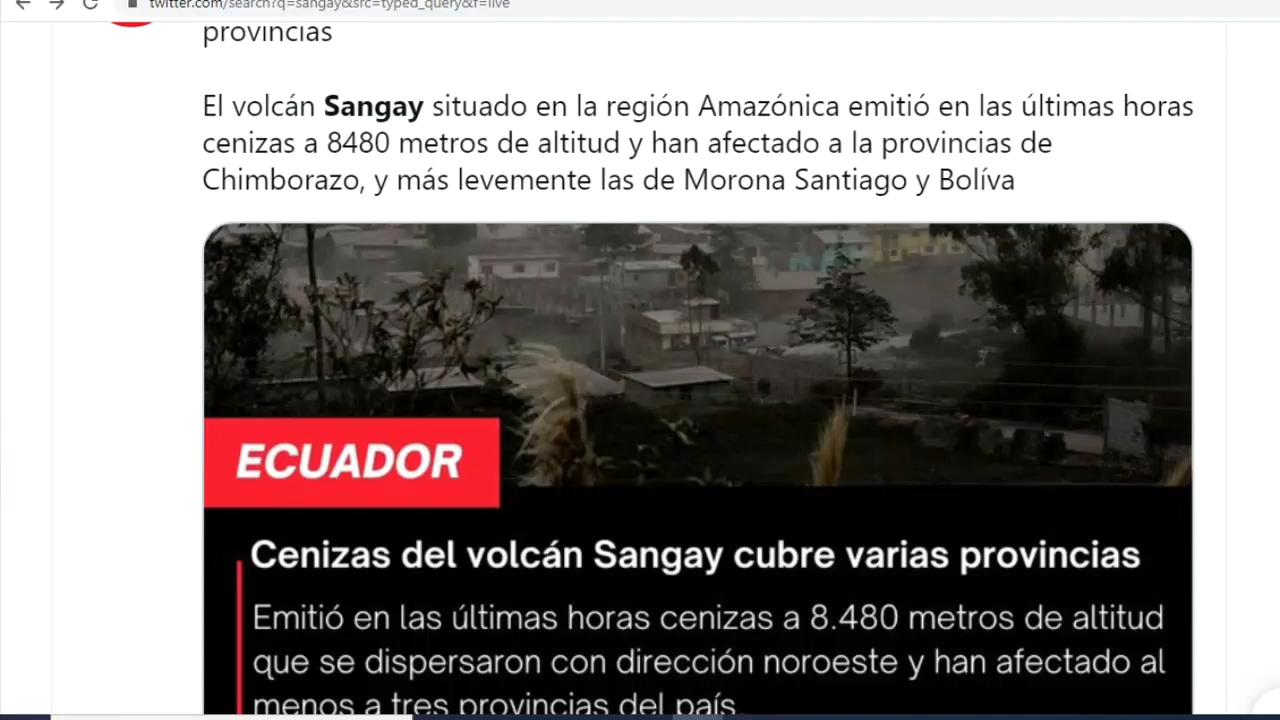 twitter.com/search?q=sangay&src=typed_query&f=live
provincias
El volcán Sangay situado en la región Amazónica emitió en las últimas horas
cenizas a 8480 metros de altitud y han afectado a la provincias de
Chimborazo, y más levemente las de Morona Santiago y Bolíva
ECUADOR
Cenizas del volcán Sangay cubre varias provincias
Emitió en las últimas horas cenizas a 8.480 metros de altitud
que se dispersaron con dirección noroeste y han afectado al
menos a tres provincias del país.